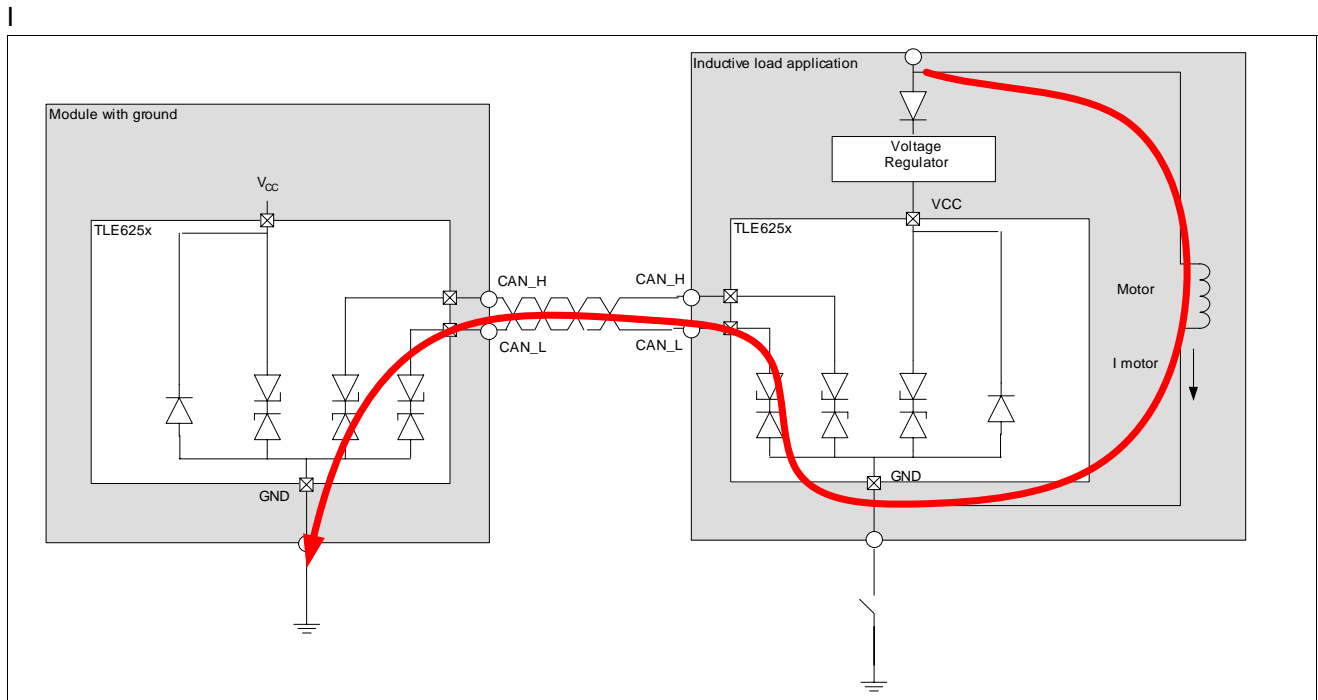 I
Inductive load application
Module with ground
Voltage
Regulator
VCC
VCC
TLE625x
TLE625x
CAN_H
CAN_H
Motor
CAN_L
CAN_L
I motor
GND
GND